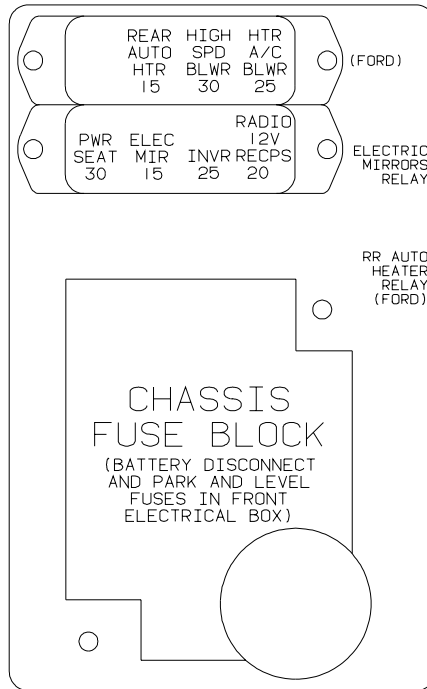 REAR HIGH HTR
AUTO SPD A/C
HTR BLWR BLWR
15 30 25
(FORD)
RADIO
PWR ELEC 12V
SEAT MIR INVR RECPS
30 15 25 20
ELECTRIC
MIRRORS
RELAY
RR AUTO
HEATER
RELAY
(FORD)
CHASSIS
FUSE BLOCK
(BATTERY DISCONNECT
AND PARK AND LEVEL
FUSES IN FRONT
ELECTRICAL BOX)